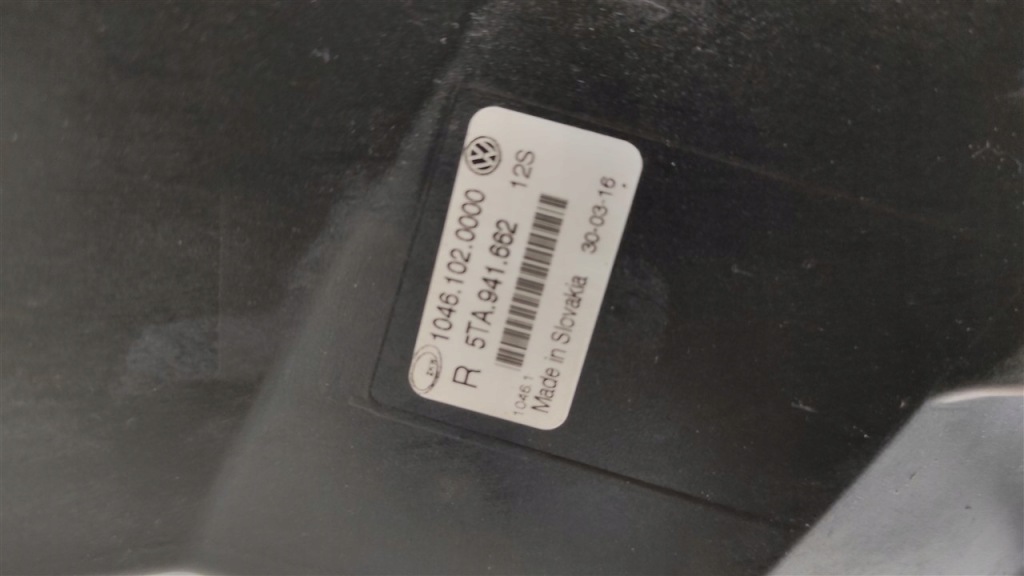 1046.102.0000
R 5TA.941.662 12S
1046.1
Made in Slovakia 30-03-16